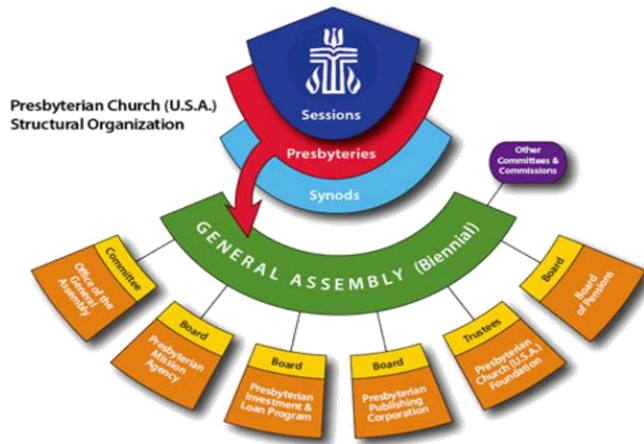 Presbyterian Church (U.S.A.)
Structural Organization
Sessions
Presbyteries
Synods
Other
Committees &
Commissions
GENERAL ASSEMBLY (Biennial)
Committee
Office of the
General
Assembly
Board
Presbyterian
Mission
Agency
Board
Presbyterian
Investment &
Loan Program
Board
Presbyterian
Publishing
Corporation
Trustees
Presbyterian
Church (U.S.A.)
Foundation
Board
Board
of Pensions